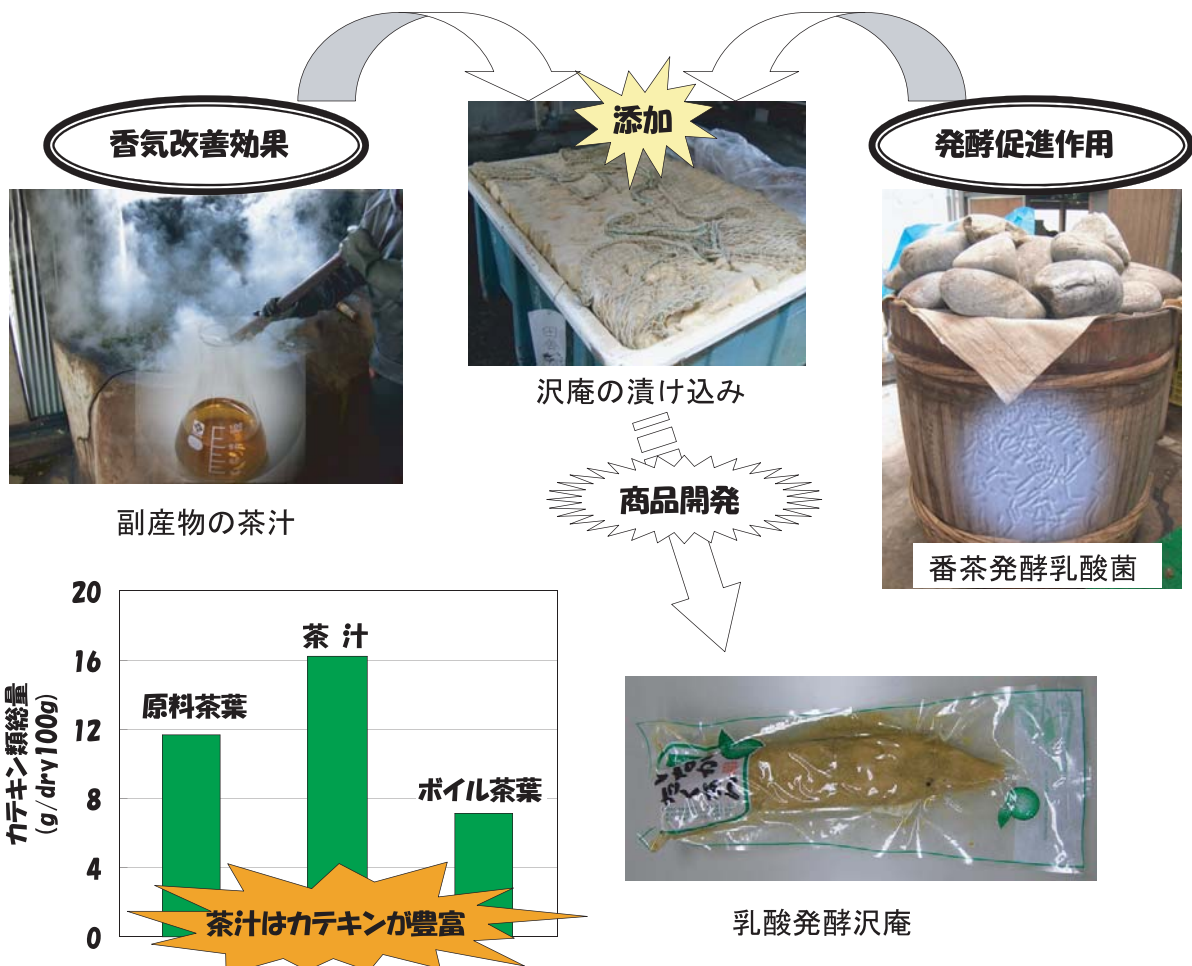 香気改善効果
添加
発酵促進作用
沢庵の漬け込み
副産物の茶汁
商品開発
番茶発酵乳酸菌
カテキン類総量
(g/dry100g)
20
16
12
8
4
0
原料茶葉
茶 汁
ボイル茶葉
茶汁はカテキンが豊富
乳酸発酵沢庵